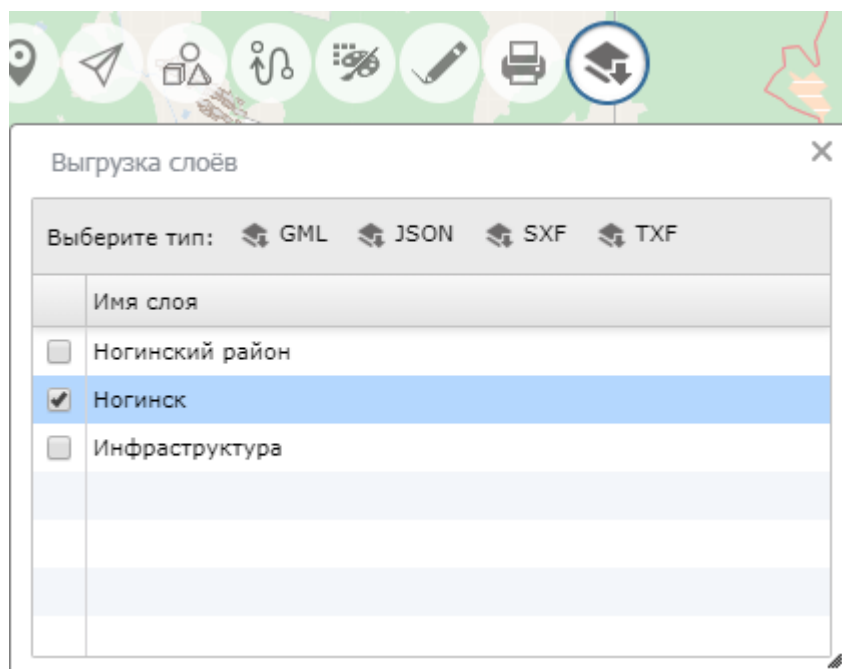 Выгрузка слоёв
Выберите тип: GML JSON SXF TXF
Имя слоя
Ногинский район
Ногинск
Инфраструктура